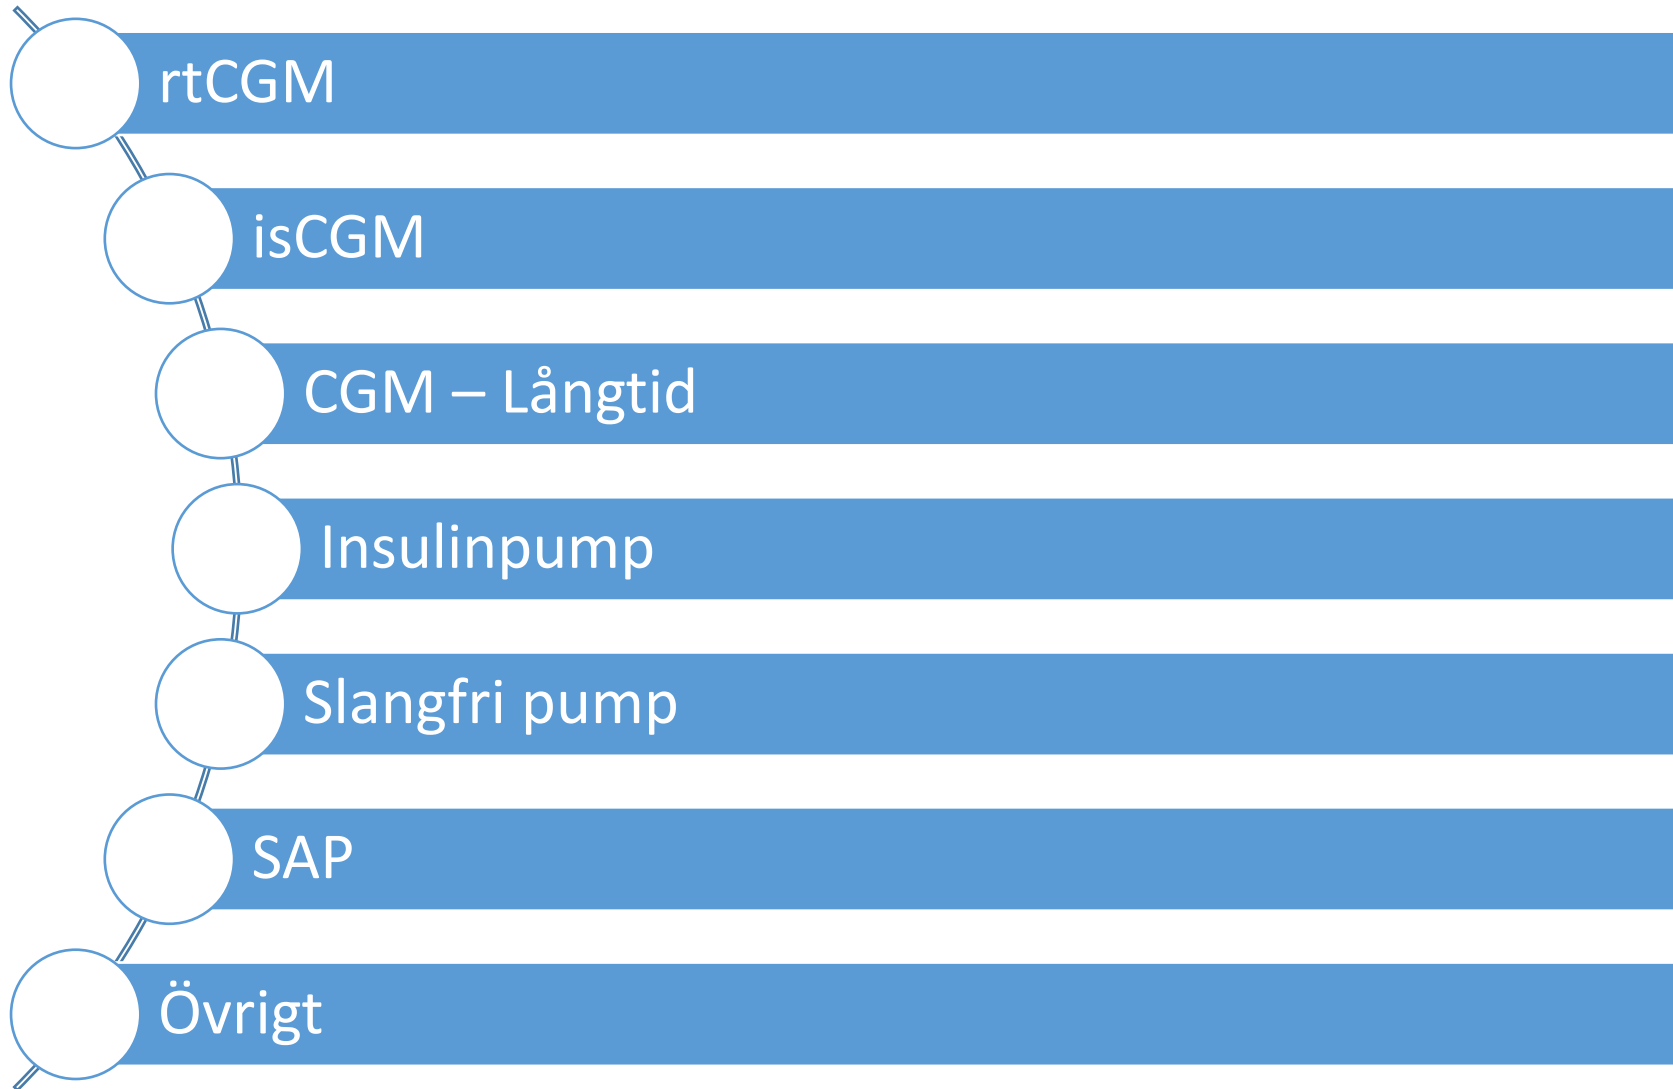 rtCGM
isCGM
CGM – Långtid
Insulinpump
Slangfri pump
SAP
Övrigt